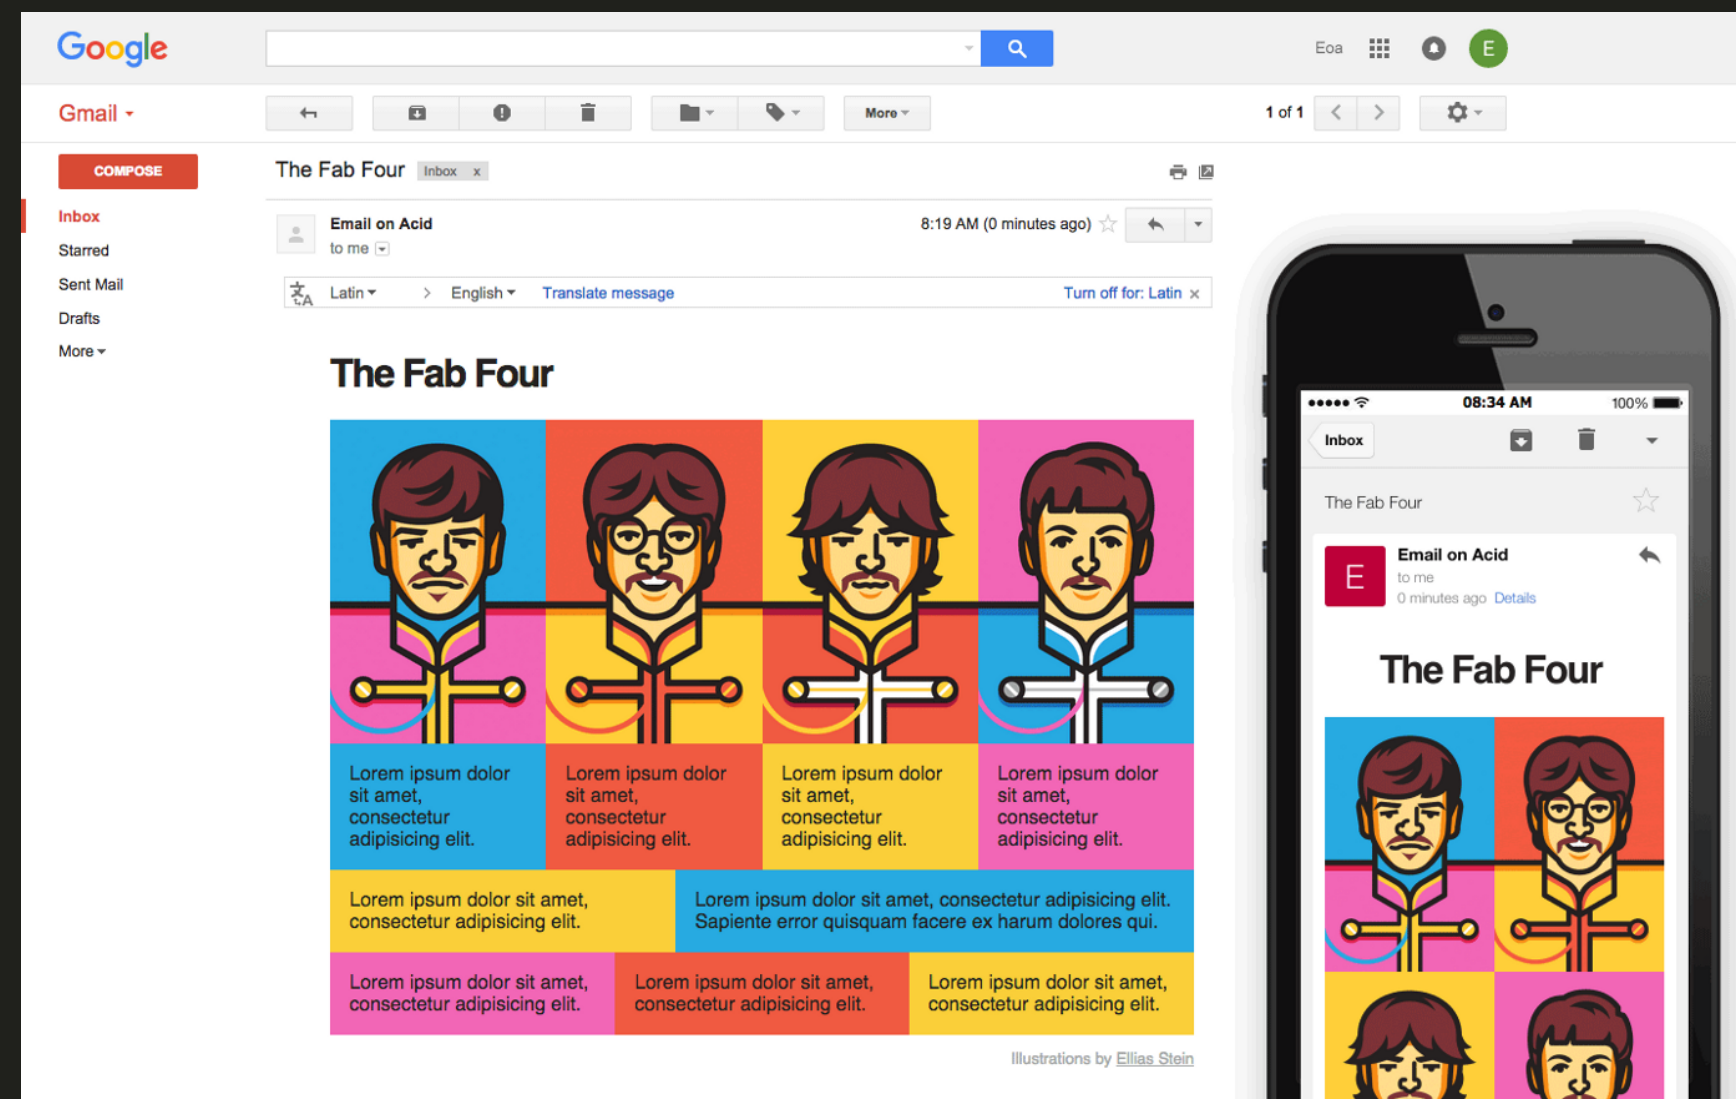 Google
Eoa
E
Gmail
More
1 of 1
COMPOSE
Inbox
Starred
Sent Mail
Drafts
More
The Fab Four
Inbox x
Email on Acid
to me
8:19 AM (0 minutes ago)
Latin > English Translate message
Turn off for: Latin x
The Fab Four
Lorem ipsum dolor
sit amet,
consectetur
adipisicing elit.
Lorem ipsum dolor
sit amet,
consectetur
adipisicing elit.
Lorem ipsum dolor
sit amet,
consectetur
adipisicing elit.
Lorem ipsum dolor
sit amet,
consectetur
adipisicing elit.
Lorem ipsum dolor sit amet,
consectetur adipisicing elit.
Lorem ipsum dolor sit amet, consectetur adipisicing elit.
Sapiente error quisquam facere ex harum dolores qui.
Lorem ipsum dolor sit amet,
consectetur adipisicing elit.
Lorem ipsum dolor sit amet,
consectetur adipisicing elit.
Lorem ipsum dolor sit amet,
consectetur adipisicing elit.
Illustrations by Ellias Stein
08:34 AM
100%
Inbox
The Fab Four
E
Email on Acid
to me
0 minutes ago Details
The Fab Four